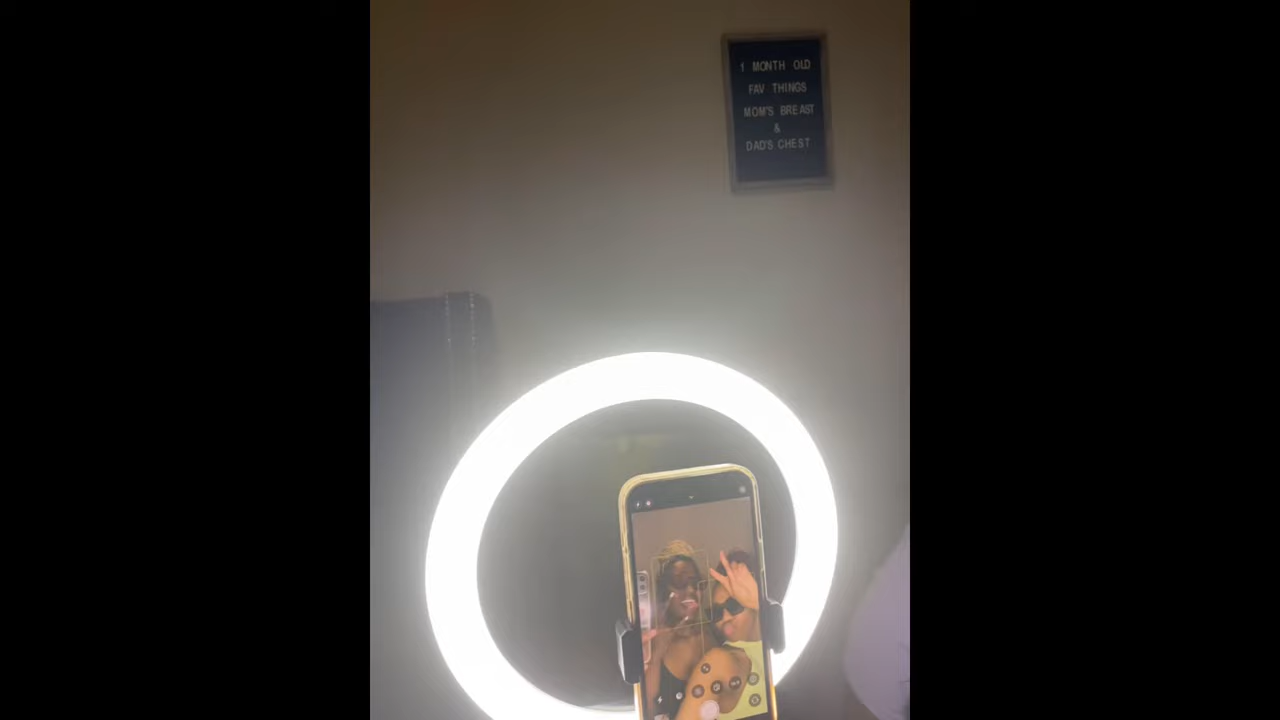 1 MONTH OLD
FAV THINGS
MOM'S BREAST
&
DAD'S CHEST